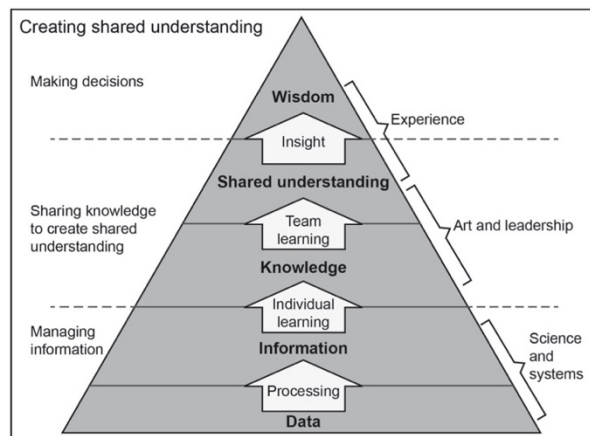 Creating shared understanding
Making decisions
Wisdom
Experience
Insight
Shared understanding
Sharing knowledge
to create shared
understanding
Team
learning
Art and leadership
Knowledge
Individual
learning
Managing
information
Information
Science
and
systems
Processing
Data